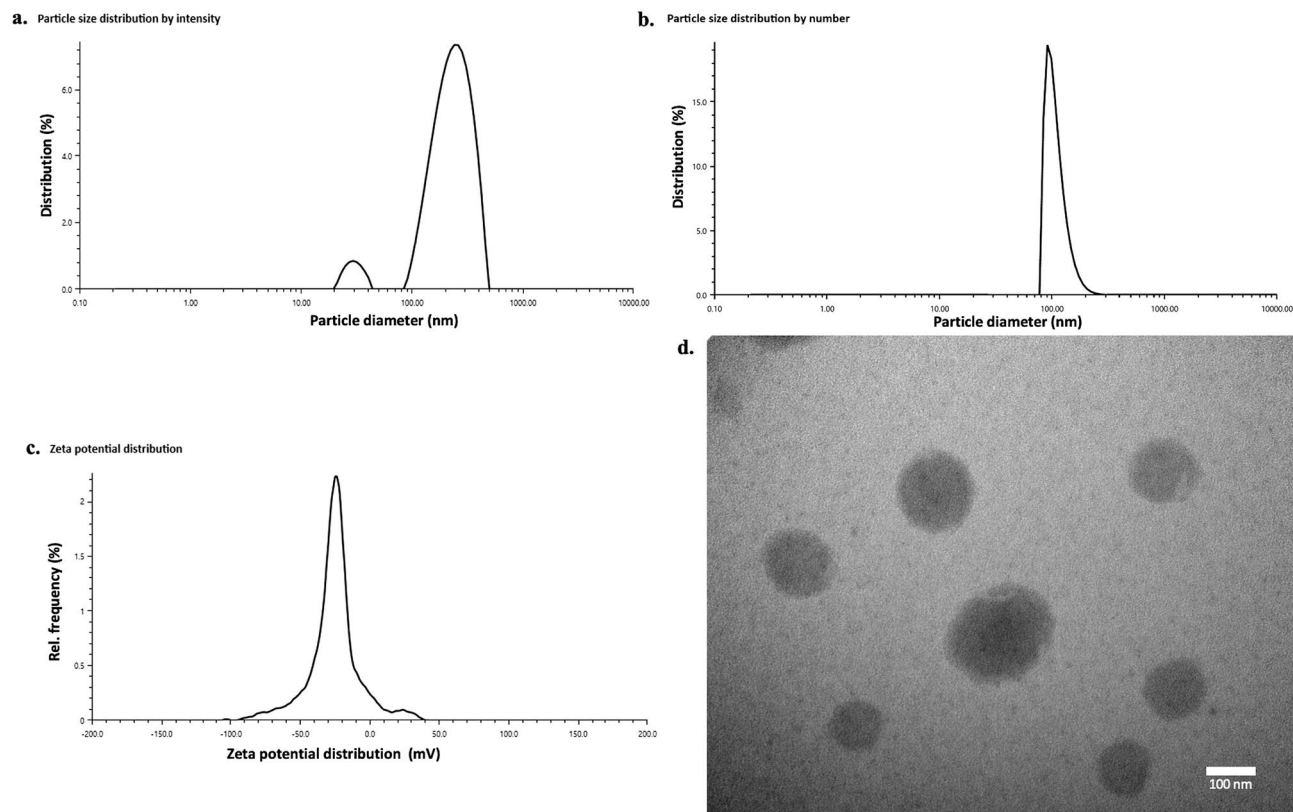 a. Particle size distribution by intensity
6.0
4.0
2.0
0.0
0.10 1.00 10.00 100.00 1000.00 10000.00
Distribution (%)
Particle diameter (nm)
b. Particle size distribution by number
15.0
10.0
5.0
0.0
0.10 1.00 10.00 100.00 1000.00 10000.00
Distribution (%)
Particle diameter (nm)
c. Zeta potential distribution
2
1.5
1
0.5
0
-200.0 -150.0 -100.0 -50.0 0.0 50.0 100.0 150.0 200.0
Rel. frequency (%)
Zeta potential distribution (mV)
d.
100 nm